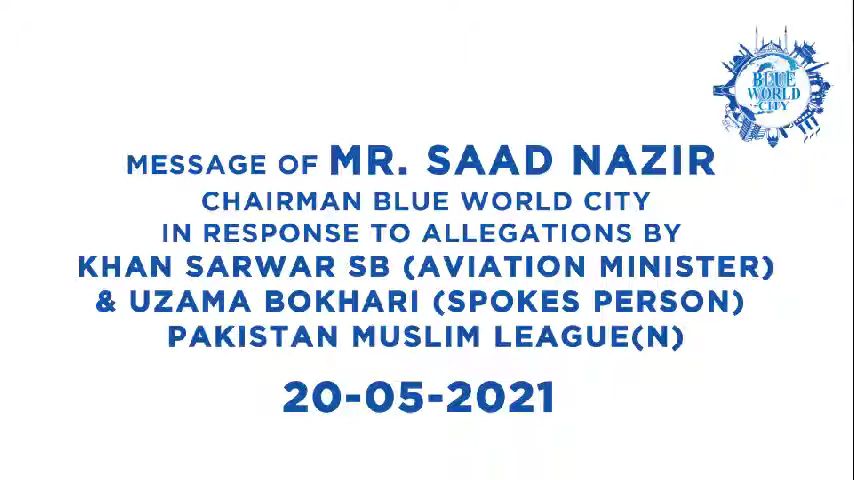 BLUE
WORLD
CITY
MESSAGE OF MR. SAAD NAZIR
CHAIRMAN BLUE WORLD CITY
IN RESPONSE TO ALLEGATIONS BY
KHAN SARWAR SB (AVIATION MINISTER)
& UZAMA BOKHARI (SPOKES PERSON)
PAKISTAN MUSLIM LEAGUE(N)
20-05-2021